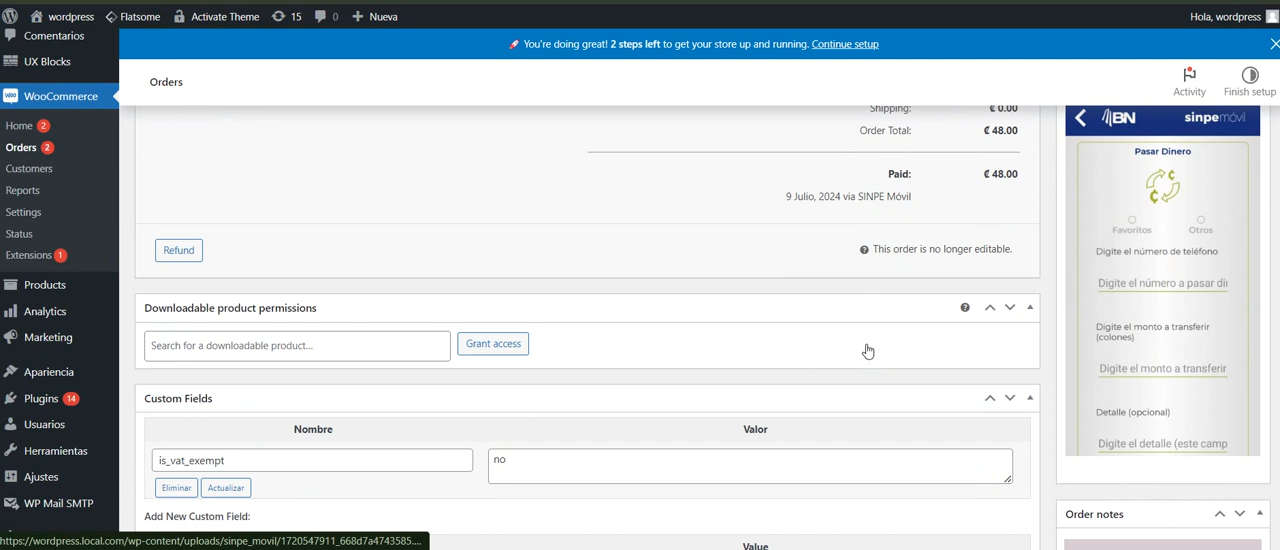 wordpress
Flatsome
Activate Theme
15
0
Nueva
Hola, wordpress
Comentarios
UX Blocks
WooCommerce
Home 2
Orders 2
Customers
Reports
Settings
Status
Extensions 1
Products
Analytics
Marketing
Apariencia
Plugins 14
Usuarios
Herramientas
Ajustes
WP Mail SMTP
🚀 You're doing great! 2 steps left to get your store up and running. Continue setup
Orders
Activity
Finish setup
Shipping: ₡ 0.00
Order Total: ₡ 48.00
Paid: ₡ 48.00
9 Julio, 2024 via SINPE Móvil
Refund
This order is no longer editable.
Downloadable product permissions
Search for a downloadable product...
Grant access
Custom Fields
Nombre Valor
is_vat_exempt no
Eliminar Actualizar
Add New Custom Field:
Value
BN sinpemóvil
Pasar Dinero
Favoritos Otros
Digite el número de teléfono
Digite el número a pasar di
Digite el monto a transferir
(colones)
Digite el monto a transferir
Detalle (opcional)
Digite el detalle (este camp
Order notes
https://wordpress.local.com/wp-content/uploads/sinpe_movil/1720547911_668d7a4743585....